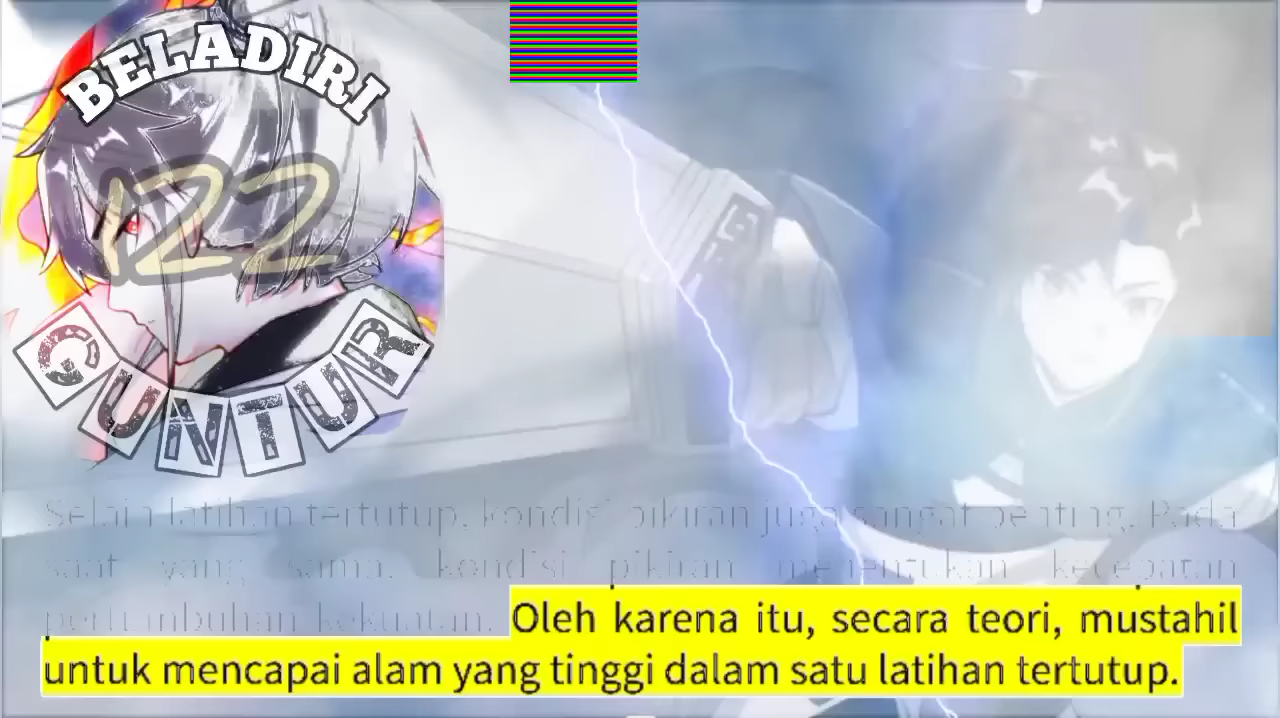 BELADIRI
122
GUNTUR
Selain latihan tertutup, kondisi pikiran juga sangat penting. Pada
saat yang sama, kondisi pikiran menentukan kecepatan
pertumbuhan kekuatan. Oleh karena itu, secara teori, mustahil
untuk mencapai alam yang tinggi dalam satu latihan tertutup.